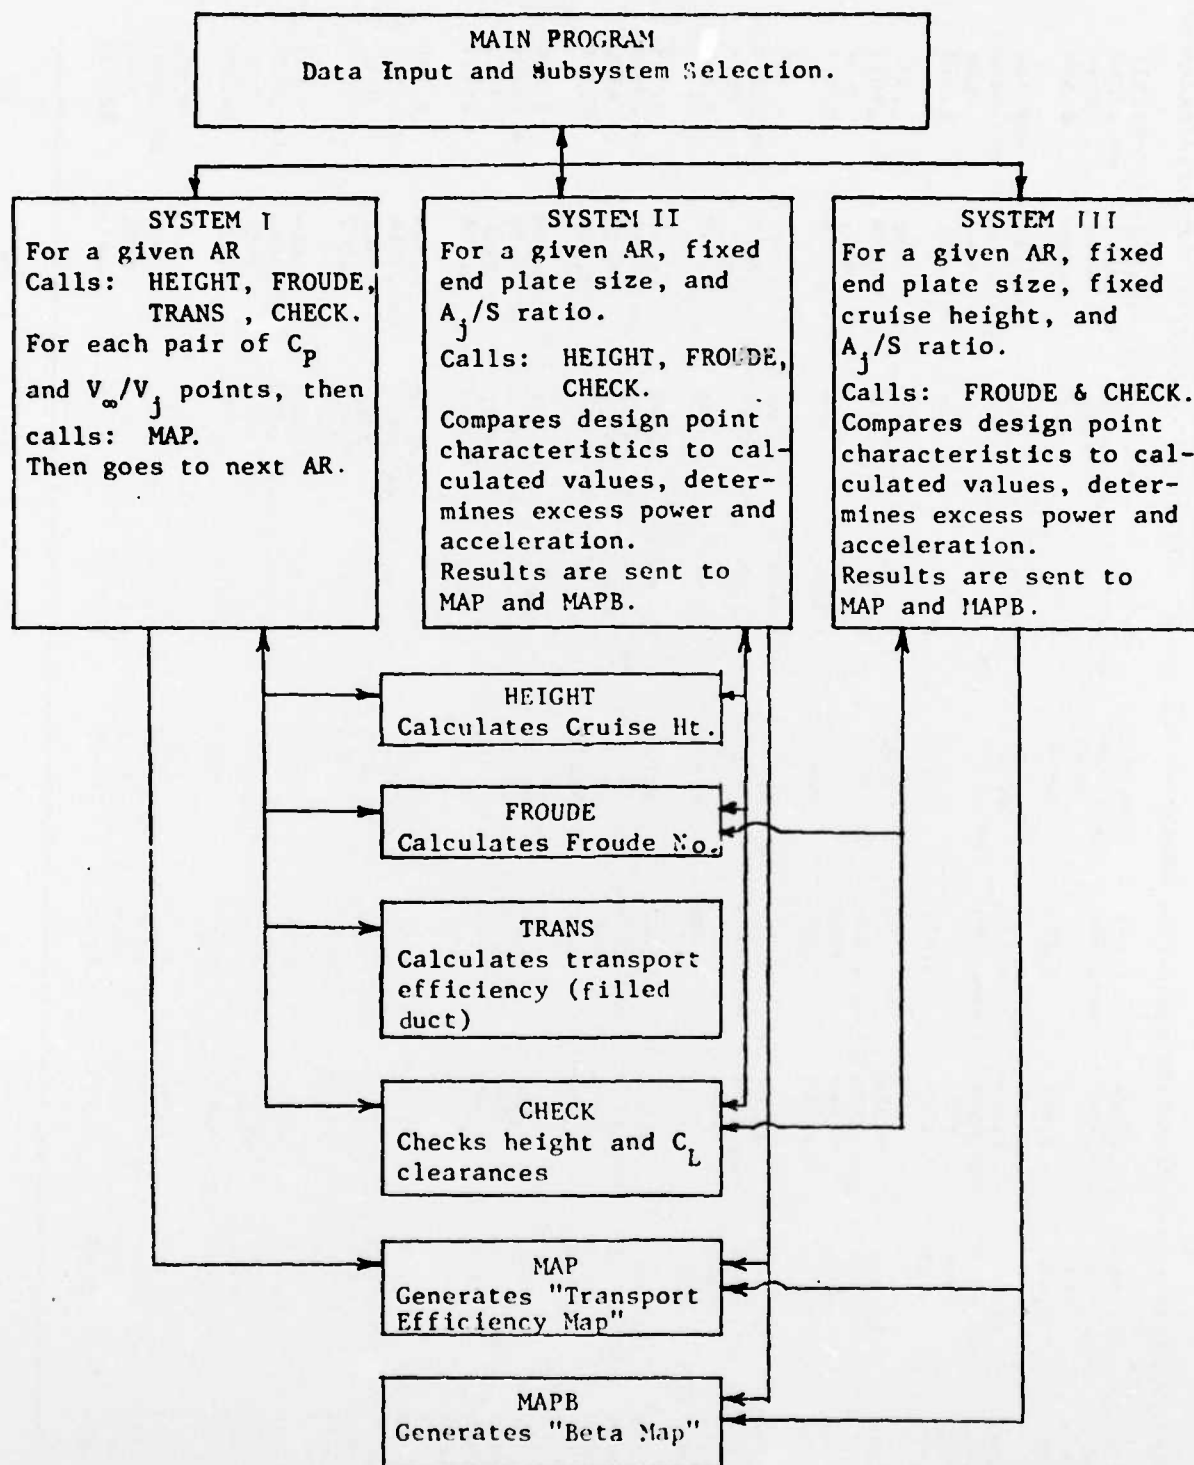 MAIN PROGRAM
Data Input and Subsystem Selection.
SYSTEM I
For a given AR
Calls: HEIGHT, FROUDE,
TRANS , CHECK.
For each pair of C_P
and V_∞/V_j points, then
calls: MAP.
Then goes to next AR.
SYSTEM II
For a given AR, fixed
end plate size, and
A_j/S ratio.
Calls: HEIGHT, FROUDE,
CHECK.
Compares design point
characteristics to cal-
culated values, deter-
mines excess power and
acceleration.
Results are sent to
MAP and MAPB.
SYSTEM III
For a given AR, fixed
end plate size, fixed
cruise height, and
A_j/S ratio.
Calls: FROUDE & CHECK.
Compares design point
characteristics to cal-
culated values, deter-
mines excess power and
acceleration.
Results are sent to
MAP and MAPB.
HEIGHT
Calculates Cruise Ht.
FROUDE
Calculates Froude No.
TRANS
Calculates transport
efficiency (filled
duct)
CHECK
Checks height and C_L
clearances
MAP
Generates "Transport
Efficiency Map"
MAPB
Generates "Beta Map"